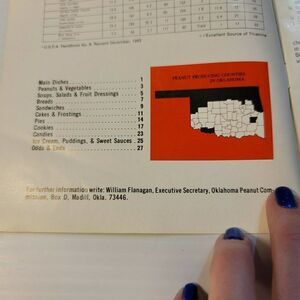 * U.S.D.A. Handbook No. 8, Revised December, 1963
/ Excellent Source of Thiamine
Main Dishes 1
Peanuts & Vegetables 3
Soups, Salads & Fruit Dressings 5
Breads 7
Sandwiches 9
Cakes & Frostings 11
Pies 14
Cookies 17
Candies 23
Ice Cream, Puddings, & Sweet Sauces 25
Odds & Ends 27
PEANUT PRODUCING COUNTIES
IN OKLAHOMA
For further information write: William Flanagan, Executive Secretary, Oklahoma Peanut Com-
mission, Box D, Madill, Okla. 73446.